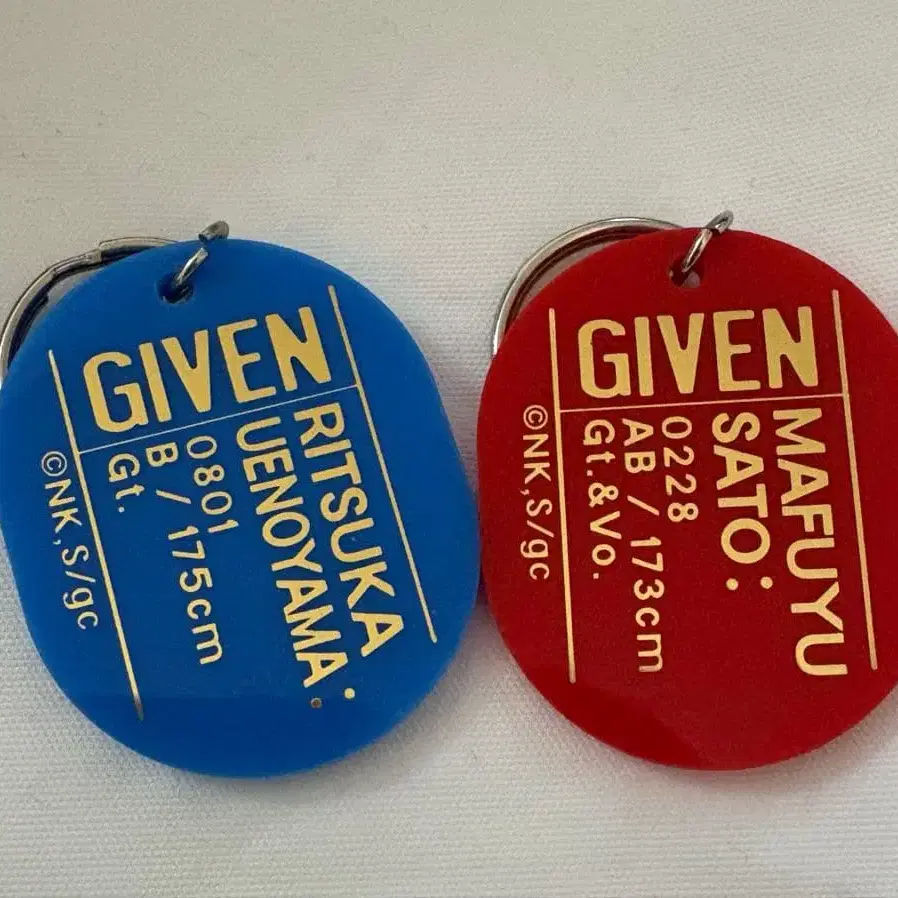 GIVEN
RITSUKA
UENOYAMA:
0801
B / 175cm
Gt.
©NK,S/gc
GIVEN
MAFUYU
SATO:
0228
AB / 173cm
Gt.&Vo.
©NK,S/gc